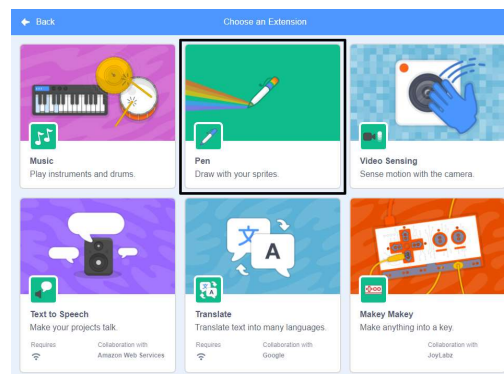 Back
Choose an Extension
Music
Play instruments and drums.
Pen
Draw with your sprites.
Video Sensing
Sense motion with the camera.
Text to Speech
Make your projects talk.
Requires
Collaboration with
Amazon Web Services
文
A
Translate
Translate text into many languages.
Requires
Collaboration with
Google
Makey Makey
Make anything into a key.
Collaboration with
JoyLabz